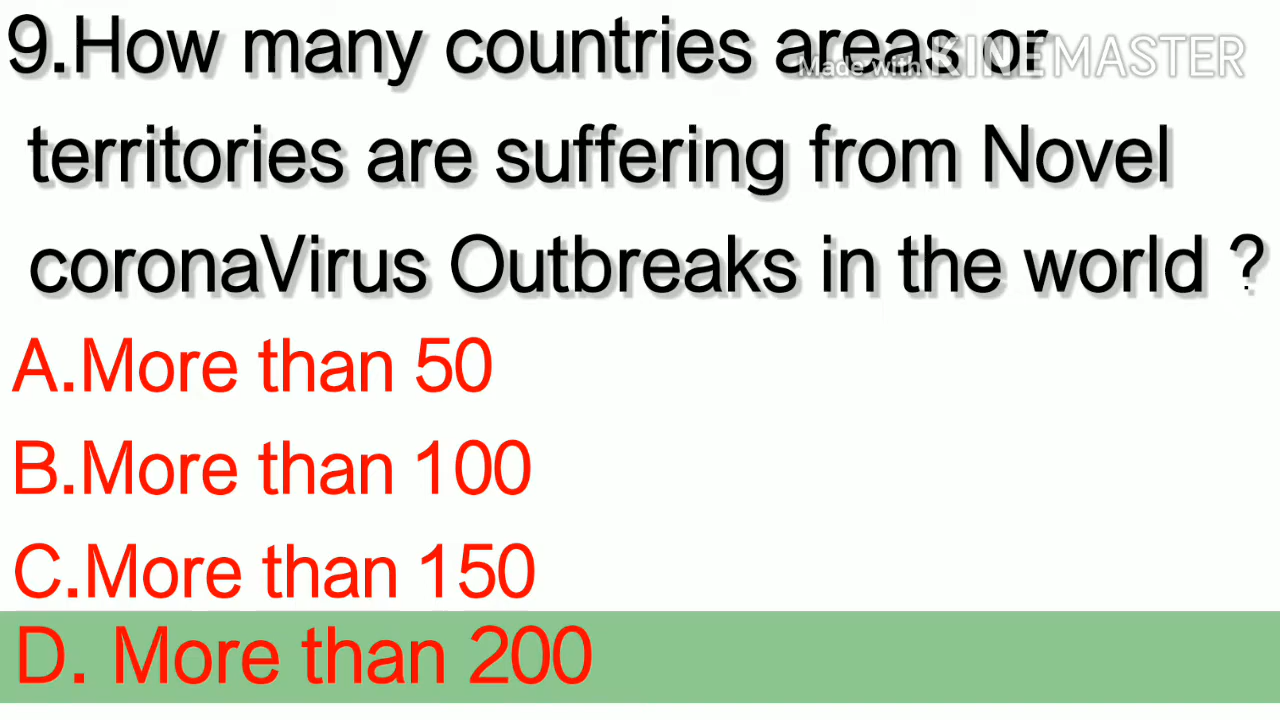 9.How many countries areas or
Made with KINEMASTER
territories are suffering from Novel
coronaVirus Outbreaks in the world ?
A.More than 50
B.More than 100
C.More than 150
D. More than 200